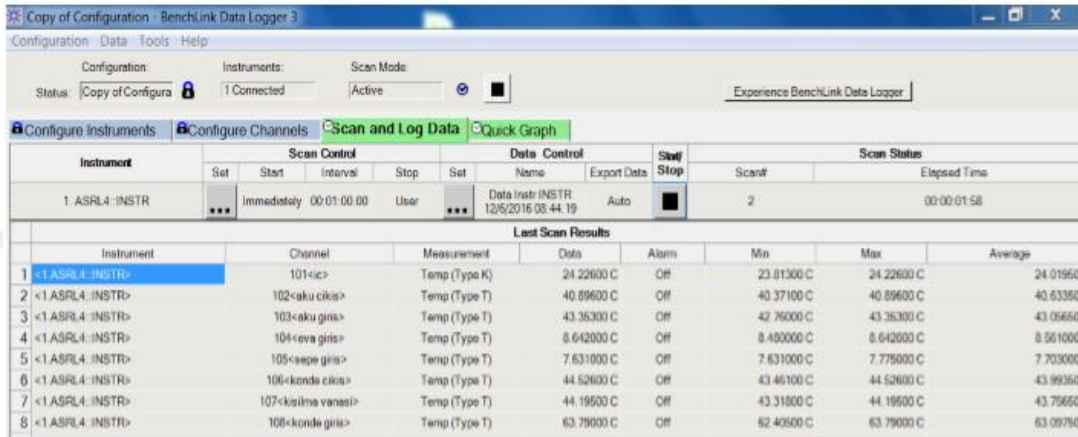 Copy of Configuration - BenchLink Data Logger 3
Configuration Data Tools Help
Configuration: Instruments: Scan Mode:
Status: Copy of Configura 1 Connected Active Experience BenchLink Data Logger
Configure Instruments Configure Channels Scan and Log Data Quick Graph
Instrument Scan Control Data Control Start/ Stop Scan Status
Set Start Interval Stop Set Name Export Data Scan# Elapsed Time
1. ASRL4::INSTR ... Immediately 00:01:00.00 User ... Data Instr INSTR 12/6/2016 08:44:19 Auto 2 00:00:01:58
Last Scan Results
Instrument Channel Measurement Data Alarm Min Max Average
1 <1.ASRL4::INSTR> 101<ic> Temp (Type K) 24.22600 C Off 23.81300 C 24.22600 C 24.01950
2 <1.ASRL4::INSTR> 102<aku cikis> Temp (Type T) 40.89600 C Off 40.37100 C 40.89600 C 40.63350
3 <1.ASRL4::INSTR> 103<aku giris> Temp (Type T) 43.35300 C Off 42.76000 C 43.35300 C 43.05650
4 <1.ASRL4::INSTR> 104<eva giris> Temp (Type T) 8.642000 C Off 8.480000 C 8.642000 C 8.561000
5 <1.ASRL4::INSTR> 105<sepe giris> Temp (Type T) 7.631000 C Off 7.631000 C 7.775000 C 7.703000
6 <1.ASRL4::INSTR> 106<konde cikis> Temp (Type T) 44.52600 C Off 43.46100 C 44.52600 C 43.99350
7 <1.ASRL4::INSTR> 107<kisilma vanasi> Temp (Type T) 44.19500 C Off 43.31800 C 44.19500 C 43.75650
8 <1.ASRL4::INSTR> 108<konde giris> Temp (Type T) 63.79000 C Off 62.40500 C 63.79000 C 63.09750